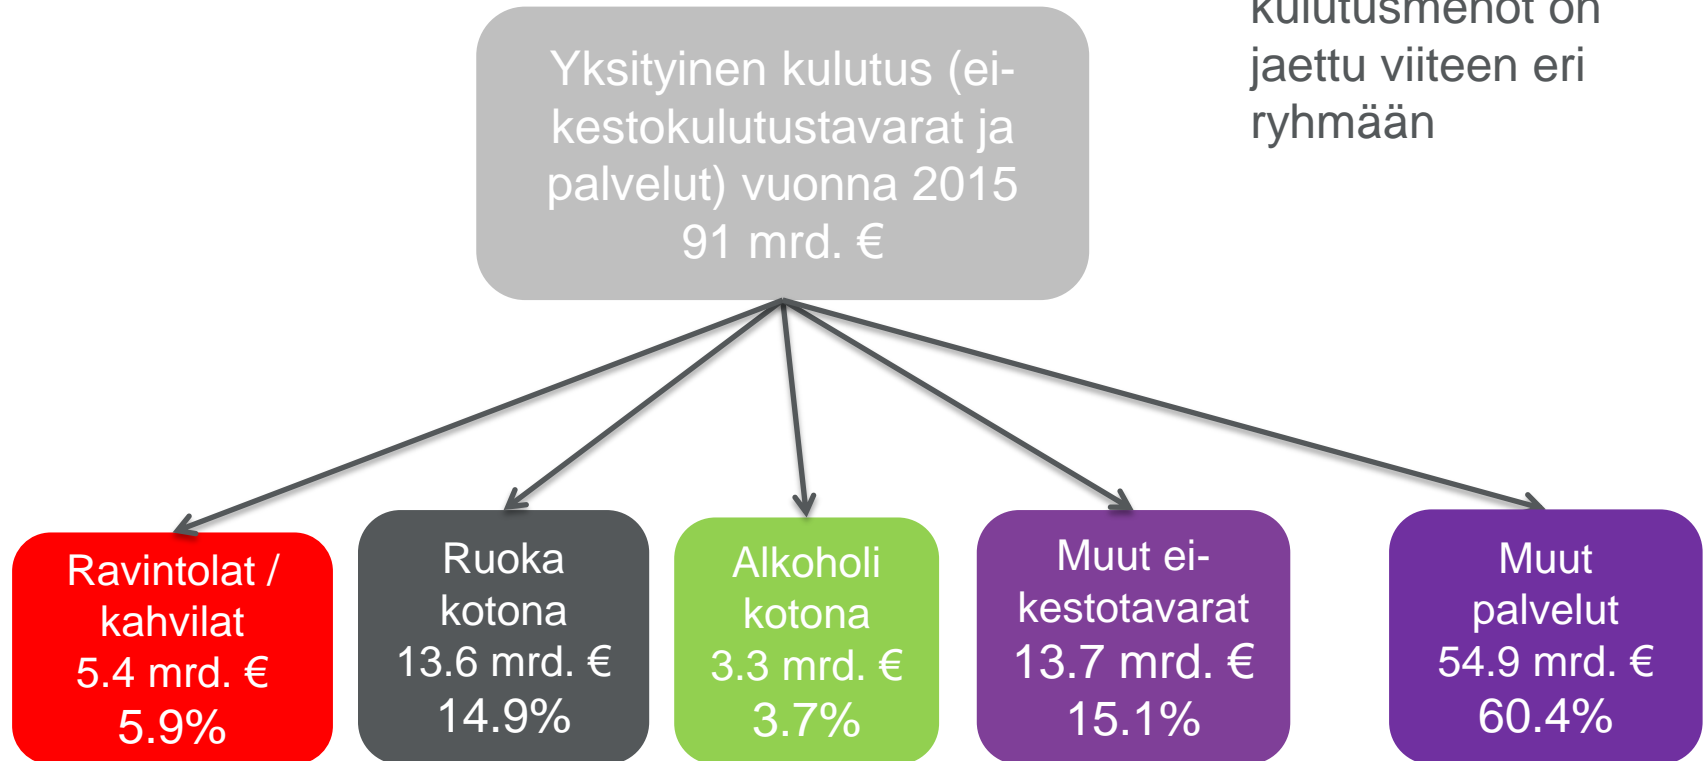 kulutusmenot on
jaettu viiteen eri
ryhmään
Yksityinen kulutus (ei-
kestokulutustavarat ja
palvelut) vuonna 2015
91 mrd. €
Ravintolat /
kahvilat
5.4 mrd. €
5.9%
Ruoka
kotona
13.6 mrd. €
14.9%
Alkoholi
kotona
3.3 mrd. €
3.7%
Muut ei-
kestotavarat
13.7 mrd. €
15.1%
Muut
palvelut
54.9 mrd. €
60.4%